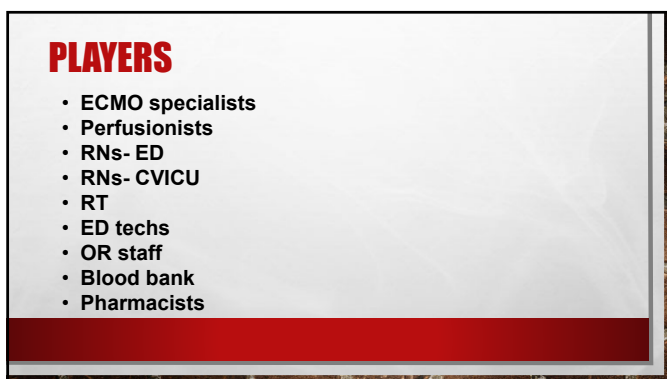 PLAYERS
• ECMO specialists
• Perfusionists
• RNs- ED
• RNs- CVICU
• RT
• ED techs
• OR staff
• Blood bank
• Pharmacists